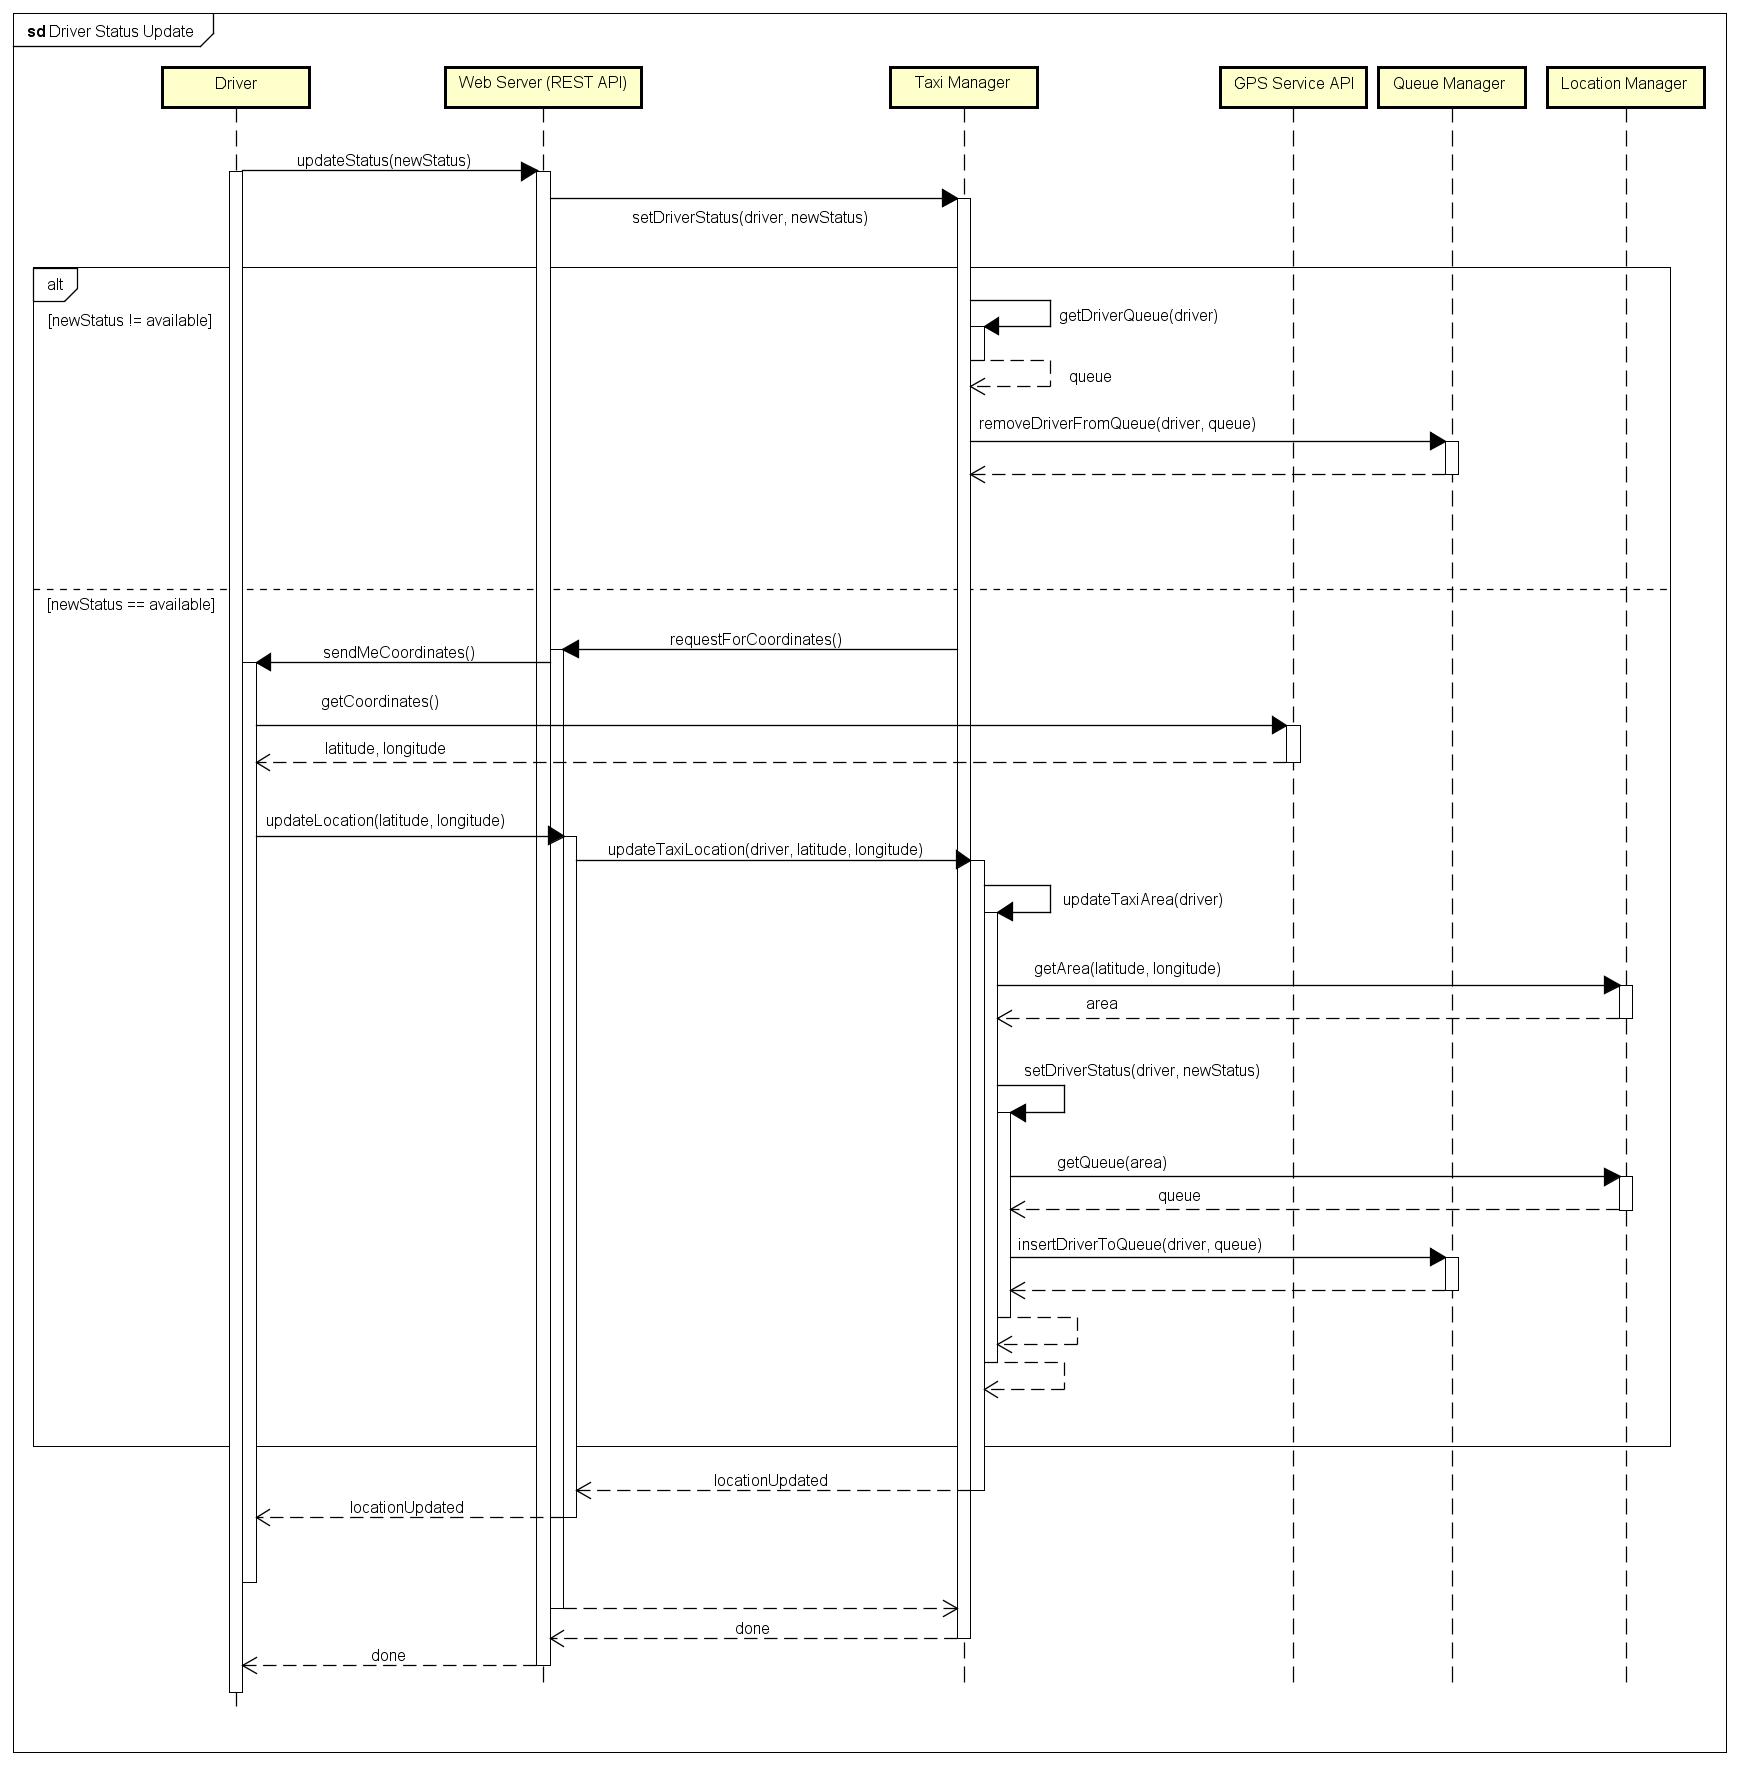 sd Driver Status Update
Driver
Web Server (REST API)
Taxi Manager
GPS Service API
Queue Manager
Location Manager
updateStatus(newStatus)
setDriverStatus(driver, newStatus)
alt
[newStatus != available]
getDriverQueue(driver)
queue
removeDriverFromQueue(driver, queue)
[newStatus == available]
requestForCoordinates()
sendMeCoordinates()
getCoordinates()
latitude, longitude
updateLocation(latitude, longitude)
updateTaxiLocation(driver, latitude, longitude)
updateTaxiArea(driver)
getArea(latitude, longitude)
area
setDriverStatus(driver, newStatus)
getQueue(area)
queue
insertDriverToQueue(driver, queue)
locationUpdated
locationUpdated
done
done